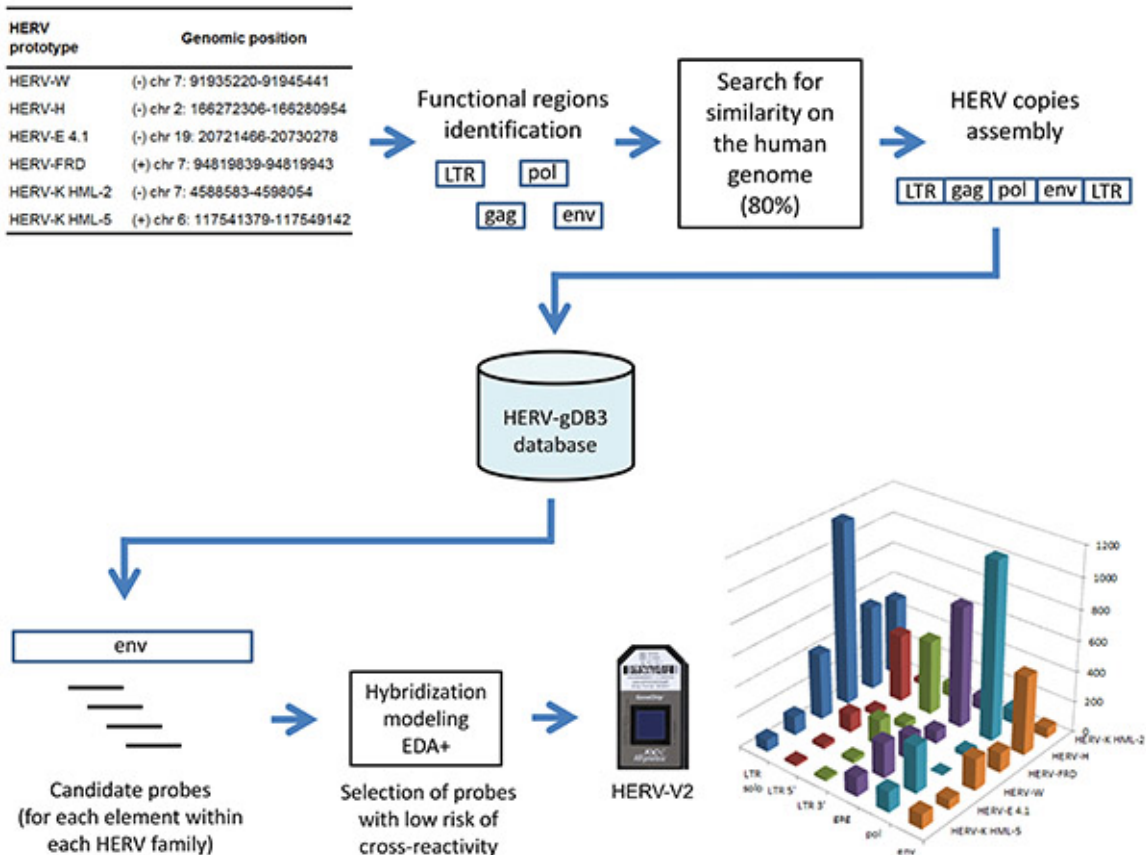 HERV
prototype
Genomic position
HERV-W (-) chr 7: 91935220-91945441
HERV-H (-) chr 2: 166272306-166280954
HERV-E 4.1 (-) chr 19: 20721466-20730278
HERV-FRD (+) chr 7: 94819839-94819943
HERV-K HML-2 (-) chr 7: 4588583-4598054
HERV-K HML-5 (+) chr 6: 117541379-117549142
Functional regions
identification
LTR pol
gag env
Search for
similarity on
the human
genome
(80%)
HERV copies
assembly
LTR gag pol env LTR
HERV-gDB3
database
env
Candidate probes
(for each element within
each HERV family)
Hybridization
modeling
EDA+
Selection of probes
with low risk of
cross-reactivity
HERV-V2
1200
1000
800
600
400
200
0
LTR
solo
LTR 5'
LTR 3'
gag
pol
env
HERV-K HML-2
HERV-H
HERV-FRD
HERV-W
HERV-E 4.1
HERV-K HML-5